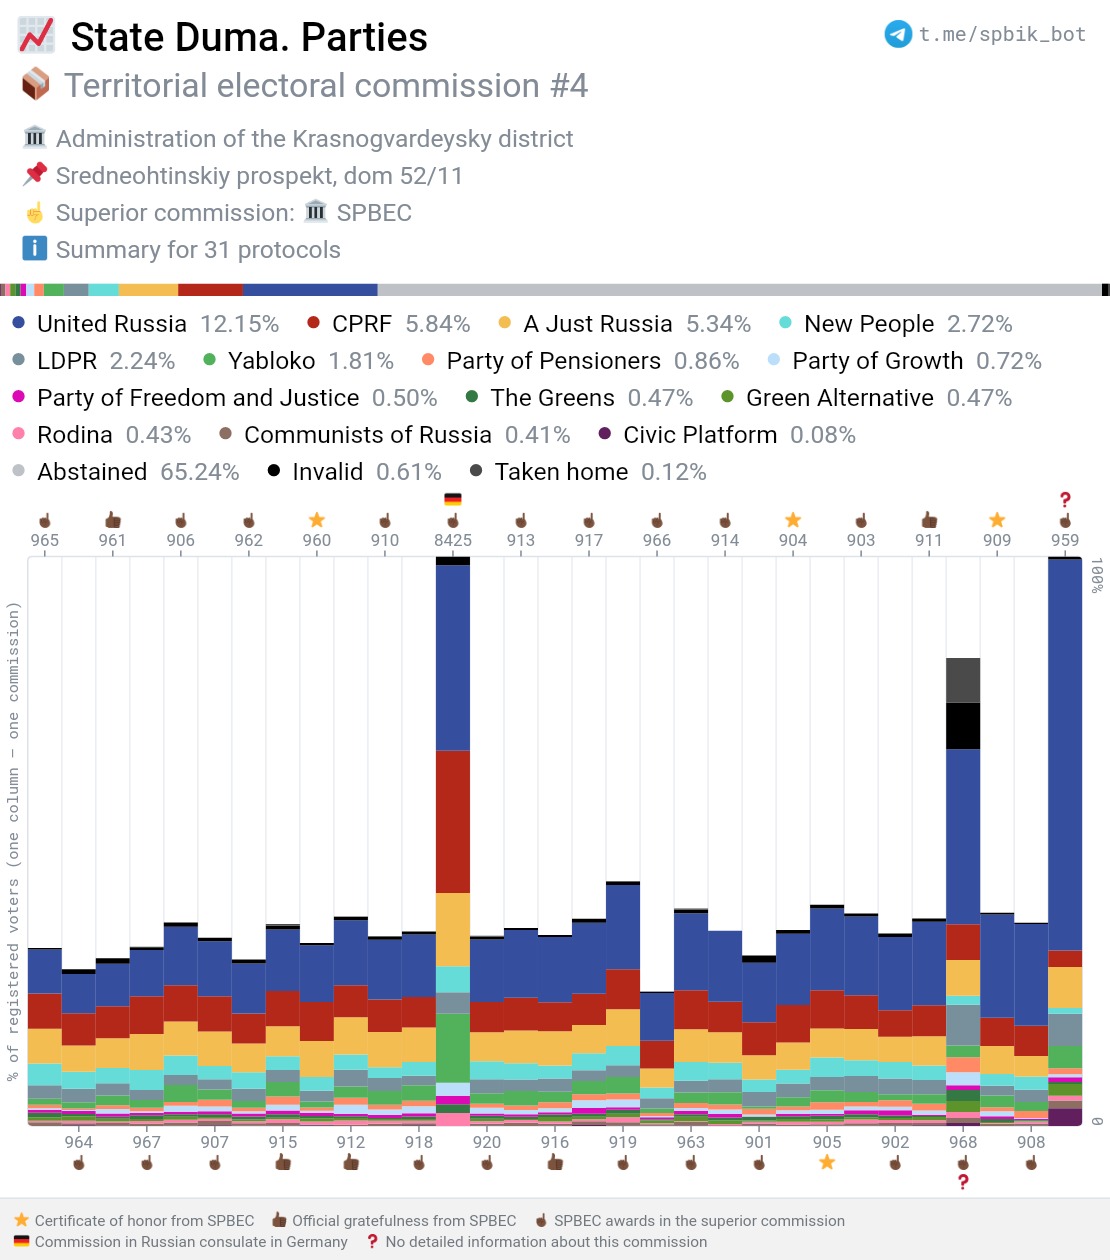 State Duma. Parties
t.me/spbik_bot
Territorial electoral commission #4
Administration of the Krasnogvardeysky district
Sredneohtinskiy prospekt, dom 52/11
Superior commission: SPBEC
Summary for 31 protocols
United Russia 12.15% CPRF 5.84% A Just Russia 5.34% New People 2.72%
LDPR 2.24% Yabloko 1.81% Party of Pensioners 0.86% Party of Growth 0.72%
Party of Freedom and Justice 0.50% The Greens 0.47% Green Alternative 0.47%
Rodina 0.43% Communists of Russia 0.41% Civic Platform 0.08%
Abstained 65.24% Invalid 0.61% Taken home 0.12%
965 961 906 962 960 910 8425 913 917 966 914 904 903 911 909 959
100%
% of registered voters (one column – one commission)
0
964 967 907 915 912 918 920 916 919 963 901 905 902 968 908
Certificate of honor from SPBEC Official gratefulness from SPBEC SPBEC awards in the superior commission
Commission in Russian consulate in Germany No detailed information about this commission